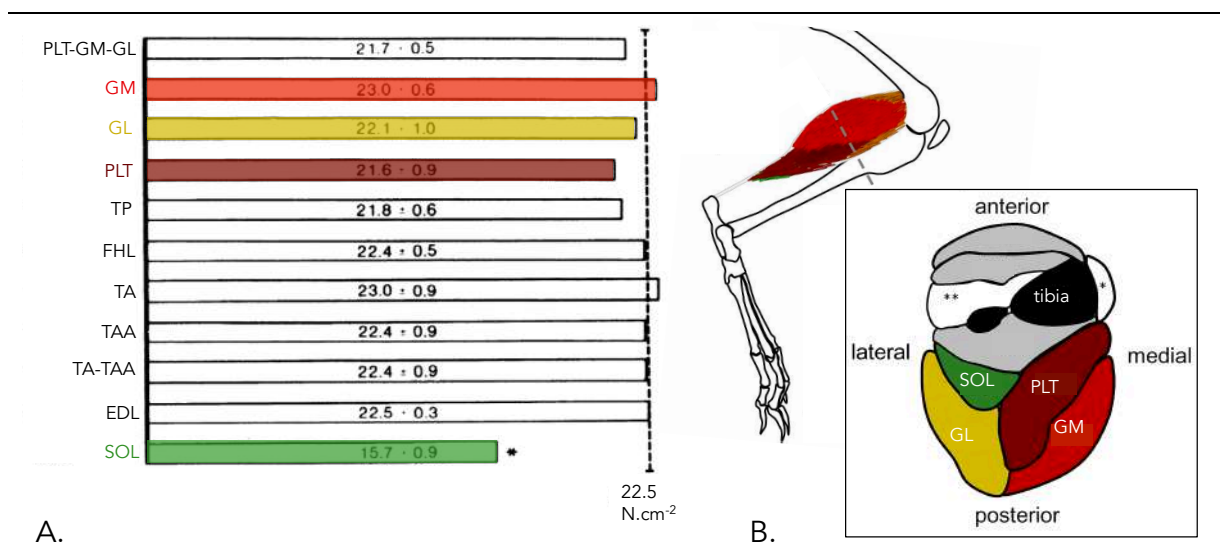 PLT-GM-GL 21.7 · 0.5
GM 23.0 · 0.6
GL 22.1 · 1.0
PLT 21.6 · 0.9
TP 21.8 ± 0.6
FHL 22.4 ± 0.5
TA 23.0 ± 0.9
TAA 22.4 ± 0.9
TA-TAA 22.4 ± 0.9
EDL 22.5 · 0.3
SOL 15.7 · 0.9 *
22.5
N.cm⁻²
A.
anterior
**
tibia
*
lateral
medial
SOL
PLT
GL
GM
posterior
B.